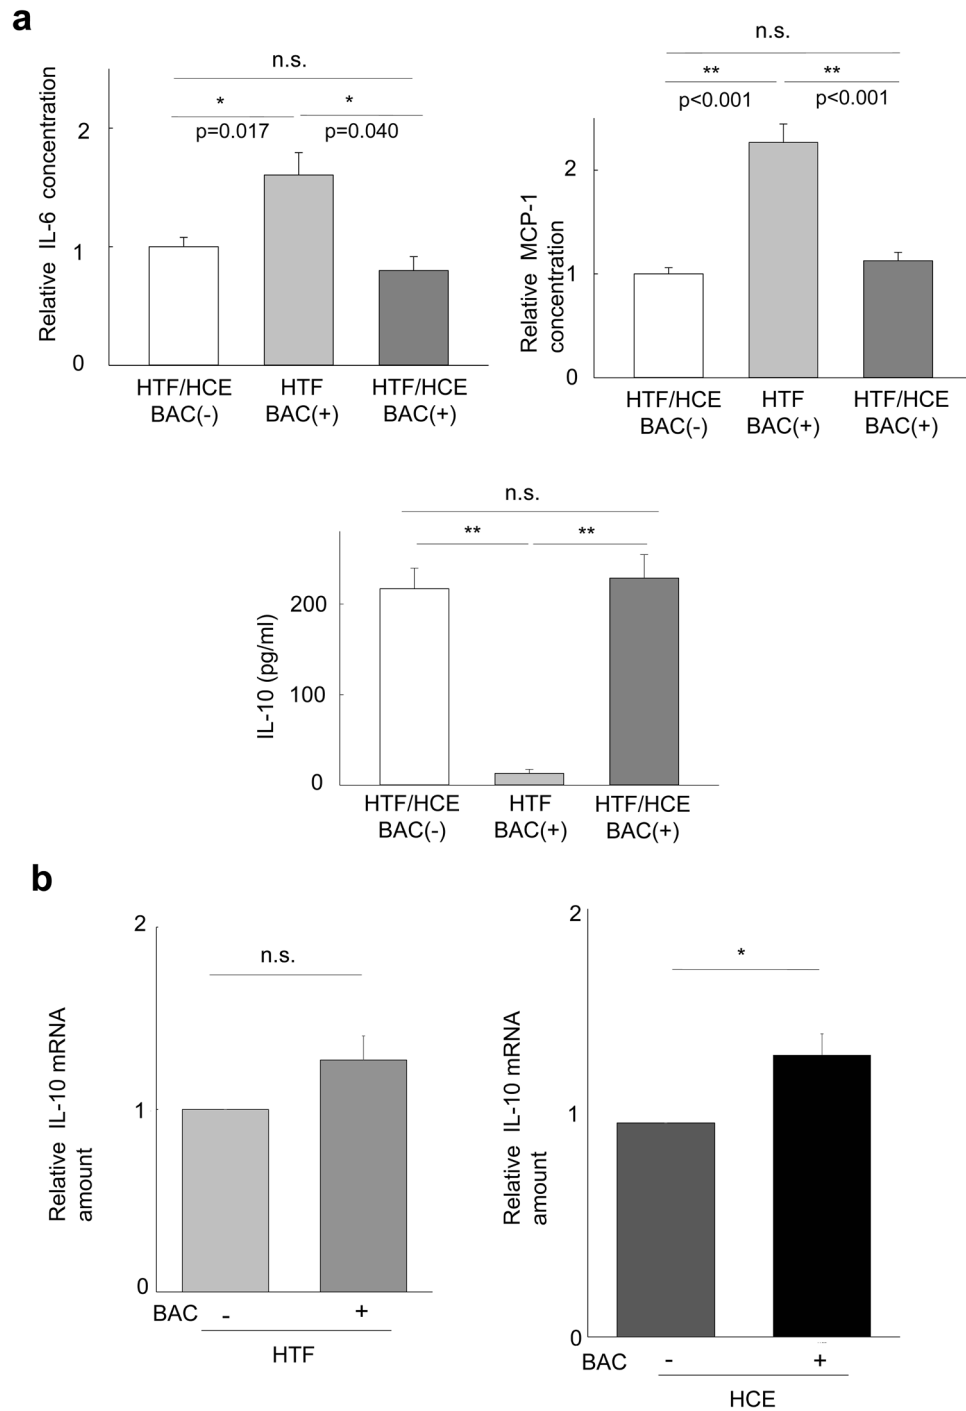 a
n.s.
*
*
p=0.017
p=0.040
2
1
0
Relative IL-6 concentration
HTF/HCE
BAC(-)
HTF
BAC(+)
HTF/HCE
BAC(+)
n.s.
**
**
p<0.001
p<0.001
2
1
0
Relative MCP-1
concentration
HTF/HCE
BAC(-)
HTF
BAC(+)
HTF/HCE
BAC(+)
n.s.
**
**
200
100
0
IL-10 (pg/ml)
HTF/HCE
BAC(-)
HTF
BAC(+)
HTF/HCE
BAC(+)
b
2
1
0
n.s.
Relative IL-10 mRNA
amount
BAC - +
HTF
2
1
0
*
Relative IL-10 mRNA
amount
BAC - +
HCE